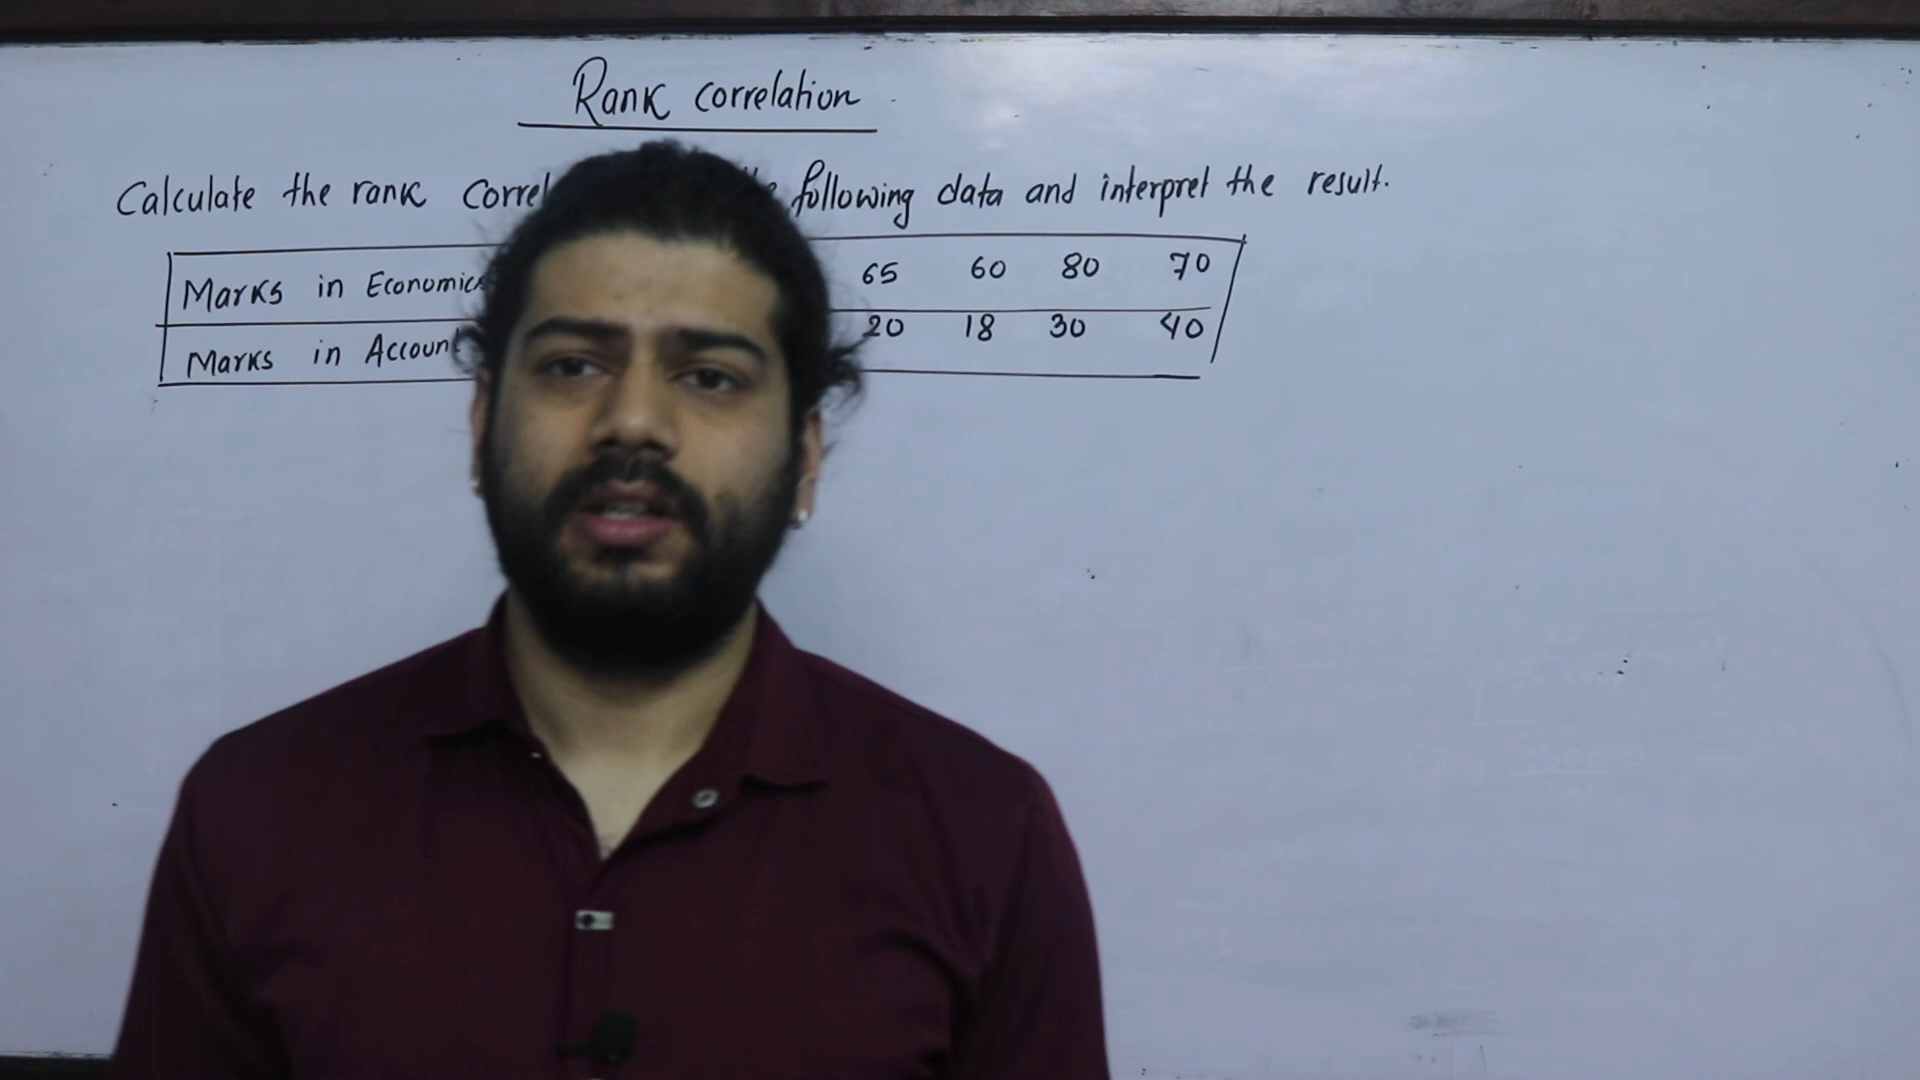 Rank correlation
Calculate the rank correl following data and interpret the result.
Marks in Economics 65 60 80 70
Marks in Account 20 18 30 40